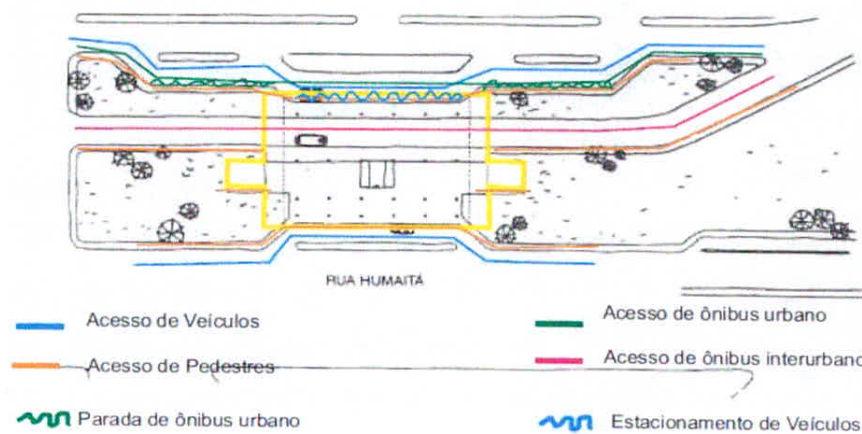 RUA HUMAITÁ
Acesso de Veículos
Acesso de ônibus urbano
Acesso de Pedestres
Acesso de ônibus interurbano
Parada de ônibus urbano
Estacionamento de Veículos